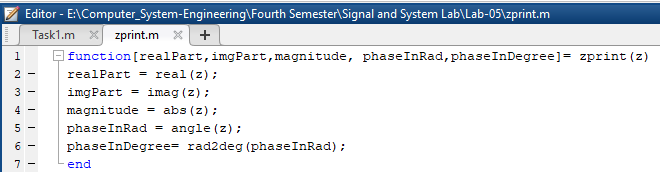 Editor - E:\Computer_System-Engineering\Fourth Semester\Signal and System Lab\Lab-05\zprint.m
Task1.m × zprint.m × +
1 function[realPart,imgPart,magnitude, phaseInRad,phaseInDegree]= zprint(z)
2 – realPart = real(z);
3 – imgPart = imag(z);
4 – magnitude = abs(z);
5 – phaseInRad = angle(z);
6 – phaseInDegree= rad2deg(phaseInRad);
7 – end